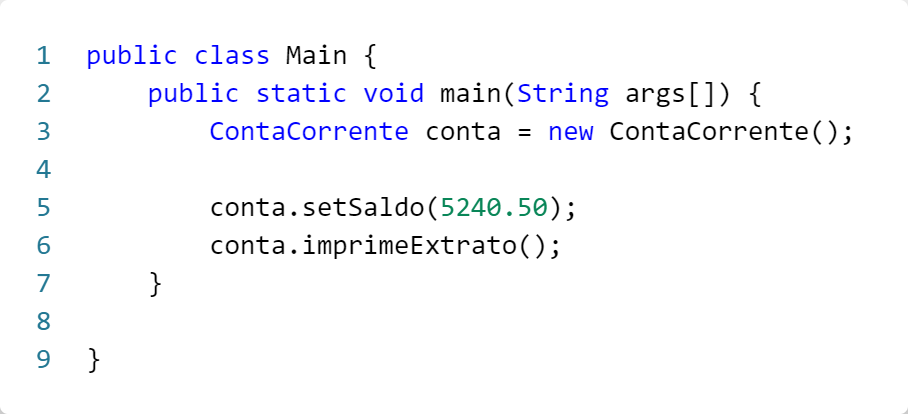 1 public class Main {
2 public static void main(String args[]) {
3 ContaCorrente conta = new ContaCorrente();
4
5 conta.setSaldo(5240.50);
6 conta.imprimeExtrato();
7 }
8
9 }